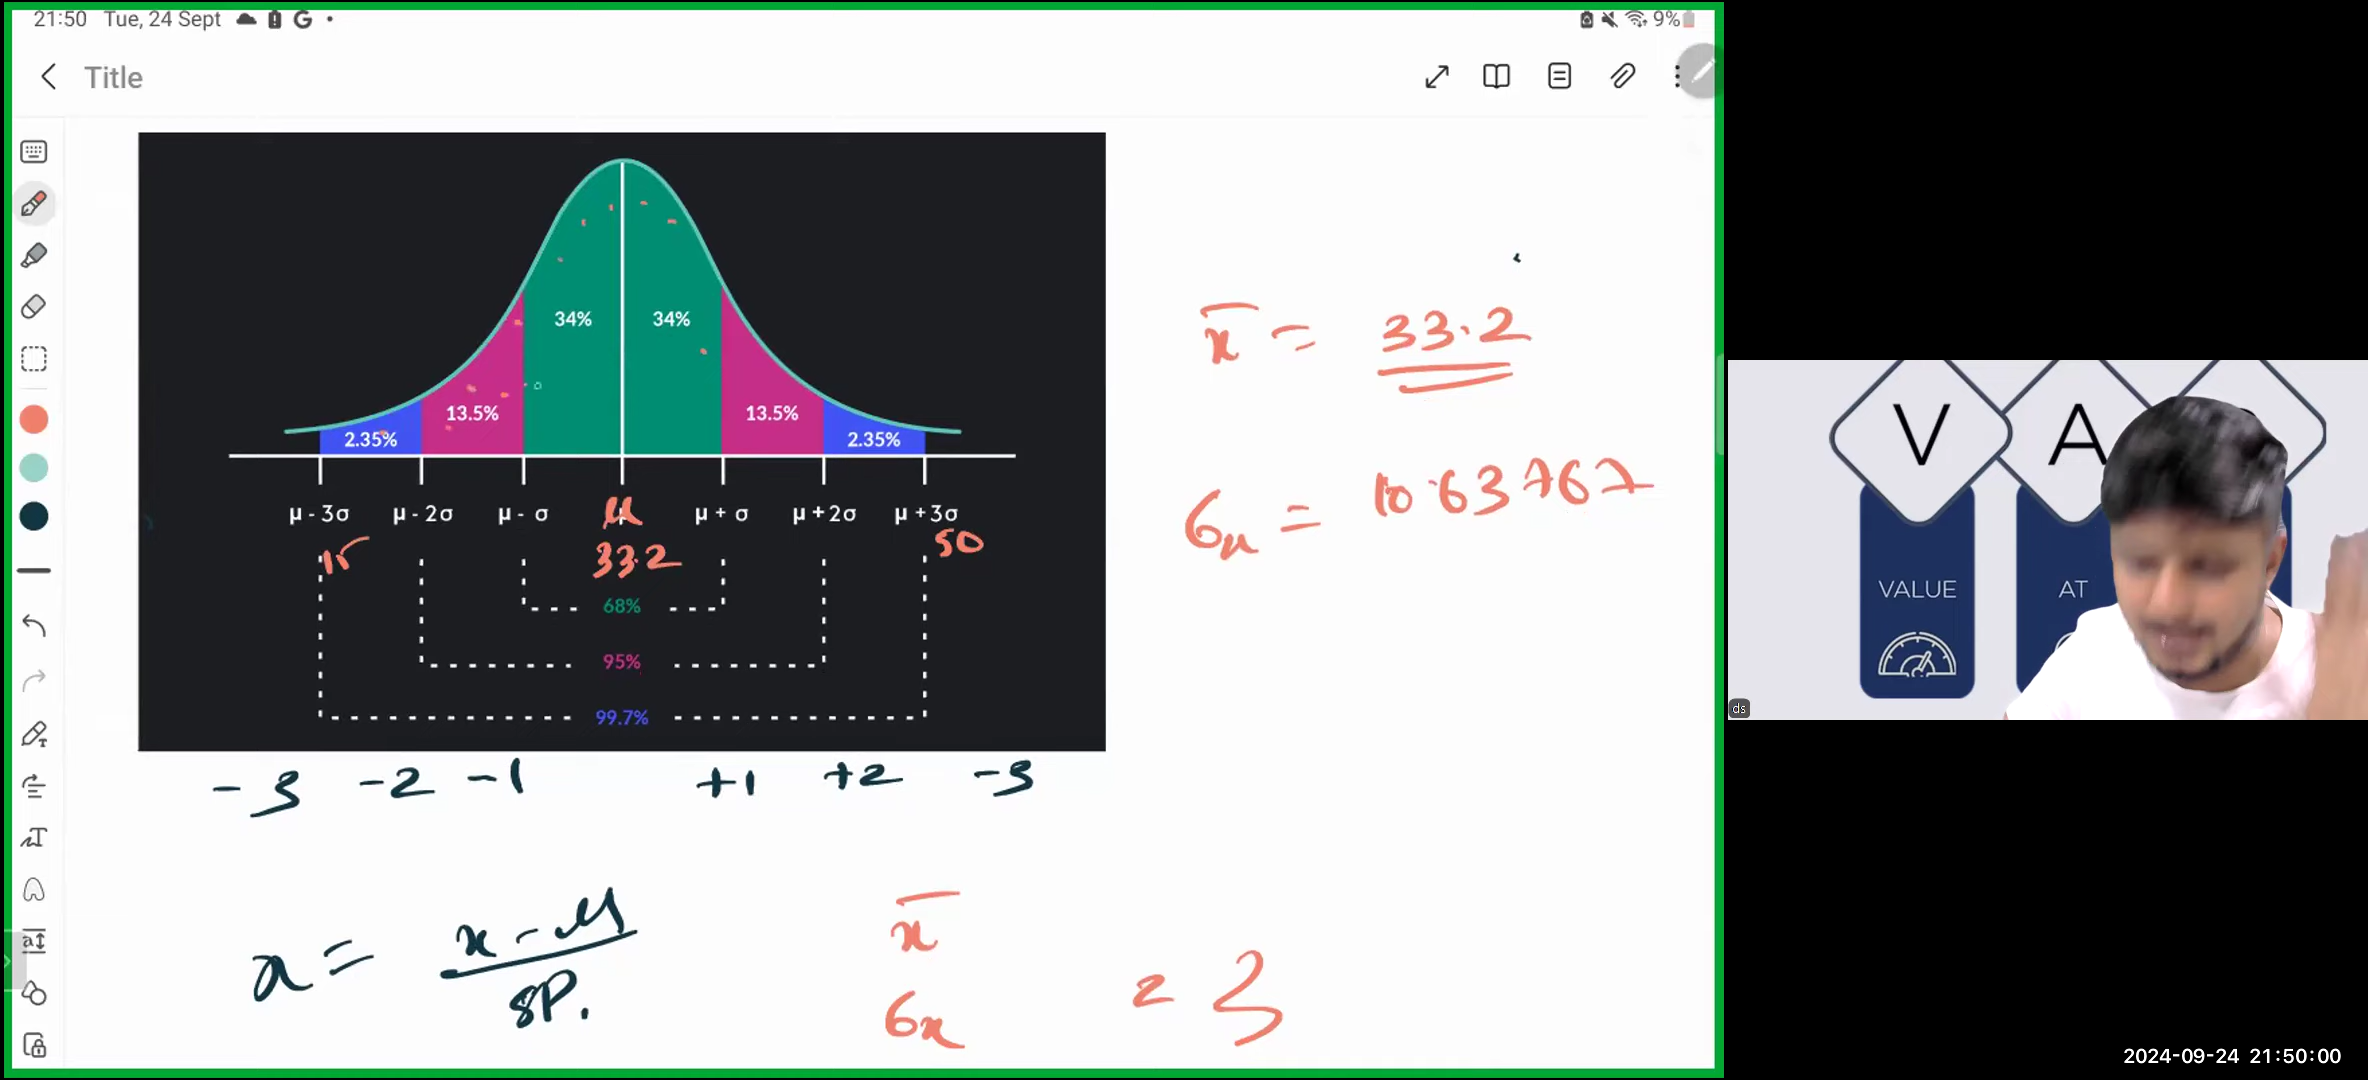 21:50 Tue, 24 Sept G • 9%
Title
34% 34%
13.5% 13.5%
2.35% 2.35%
μ - 3σ μ - 2σ μ - σ μ μ + σ μ + 2σ μ + 3σ
15 33.2 50
68%
95%
99.7%
-3 -2 -1 +1 +2 -3
x̄ = 33.2
σx = 10.63767
x - μ
x̄
σx
= 3
V A
VALUE AT
ds
2024-09-24 21:50:00